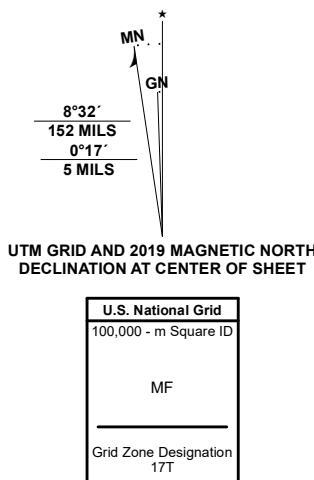 ★
MN
GN
8°32´
152 MILS
0°17´
5 MILS
UTM GRID AND 2019 MAGNETIC NORTH
DECLINATION AT CENTER OF SHEET
U.S. National Grid
100,000 - m Square ID
MF
Grid Zone Designation
17T